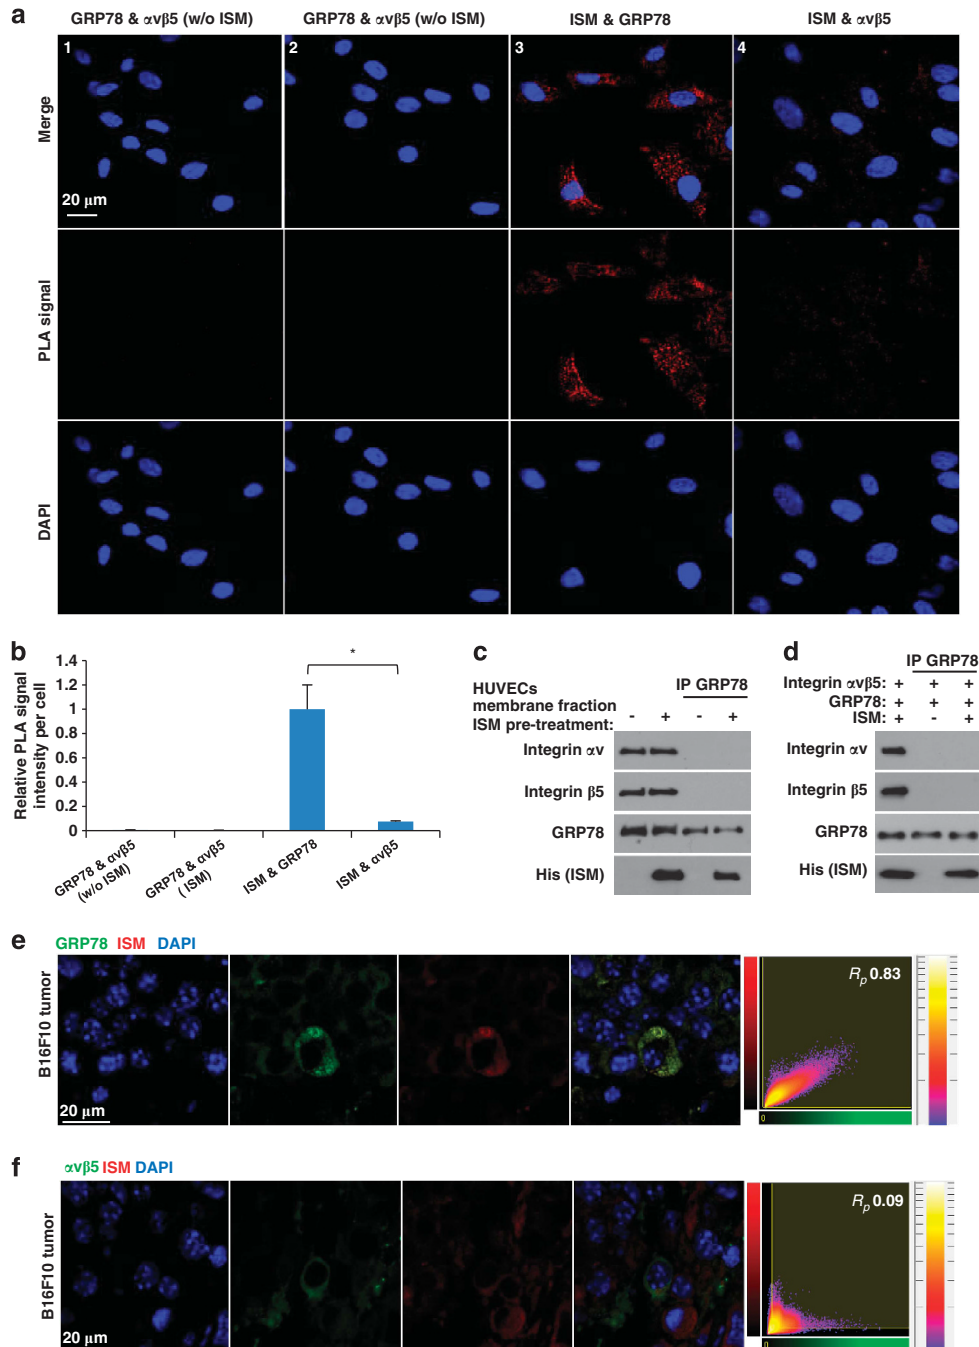 a
GRP78 & αvβ5 (w/o ISM)
GRP78 & αvβ5 (w/o ISM)
ISM & GRP78
ISM & αvβ5
1
2
3
4
Merge
20 μm
PLA signal
DAPI
b
Relative PLA signal
intensity per cell
1.4
1.2
1
0.8
0.6
0.4
0.2
0
*
GRP78 & αvβ5
(w/o ISM)
GRP78 & αvβ5
( ISM)
ISM & GRP78
ISM & αvβ5
c
HUVECs
membrane fraction
IP GRP78
ISM pre-treatment: - + - +
Integrin αv
Integrin β5
GRP78
His (ISM)
d
IP GRP78
Integrin αvβ5: + + +
GRP78: + + +
ISM: + - +
Integrin αv
Integrin β5
GRP78
His (ISM)
e
GRP78 ISM DAPI
B16F10 tumor
20 μm
Rp 0.83
0
f
αvβ5 ISM DAPI
B16F10 tumor
20 μm
Rp 0.09
0